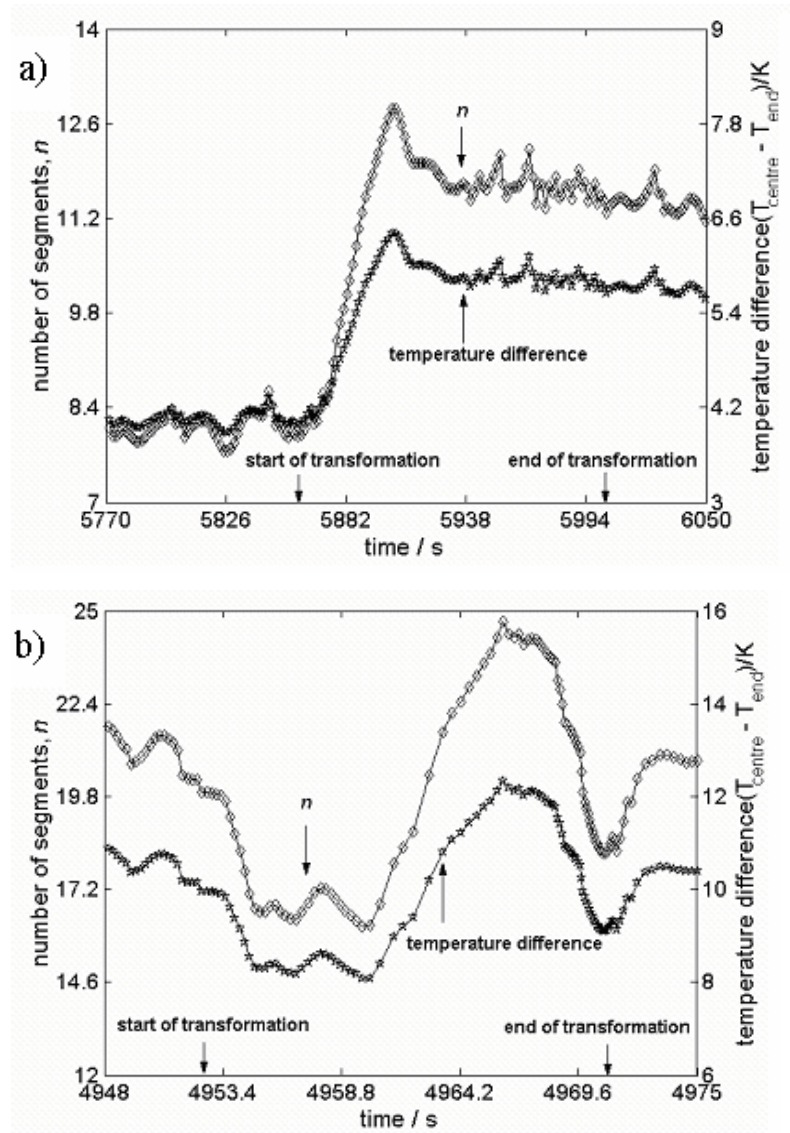 a)
14
12.6
11.2
9.8
8.4
7
number of segments, n
9
7.8
6.6
5.4
4.2
3
temperature difference(Tcentre - Tend)/K
n
temperature difference
start of transformation
end of transformation
5770 5826 5882 5938 5994 6050
time / s
b)
25
22.4
19.8
17.2
14.6
12
number of segments, n
16
14
12
10
8
6
temperature difference(Tcentre - Tend)/K
n
temperature difference
start of transformation
end of transformation
4948 4953.4 4958.8 4964.2 4969.6 4975
time / s